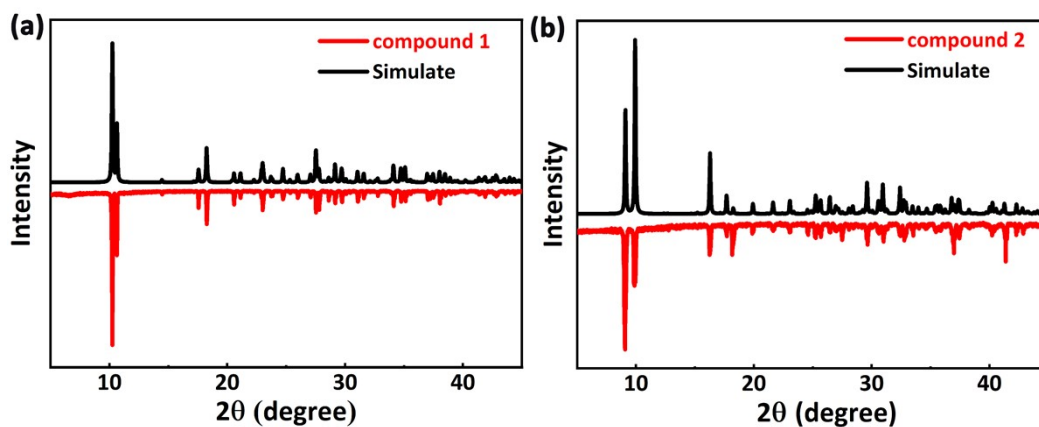 (a)
compound 1
Simulate
Intensity
10 20 30 40
2θ (degree)
(b)
compound 2
Simulate
Intensity
10 20 30 40
2θ (degree)